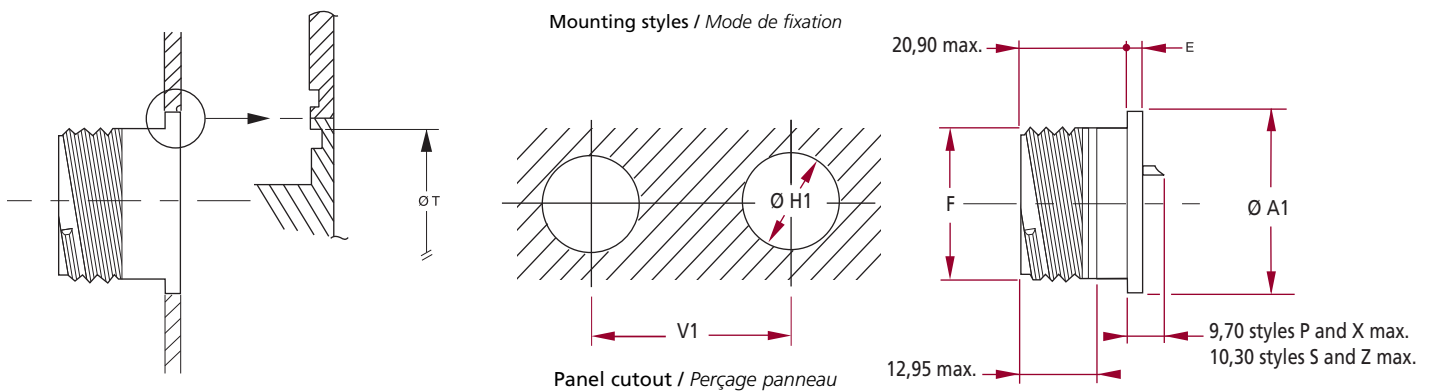 Mounting styles / Mode de fixation
20,90 max.
E
Ø T
Ø H1
F
Ø A1
V1
9,70 styles P and X max.
10,30 styles S and Z max.
12,95 max.
Panel cutout / Perçage panneau